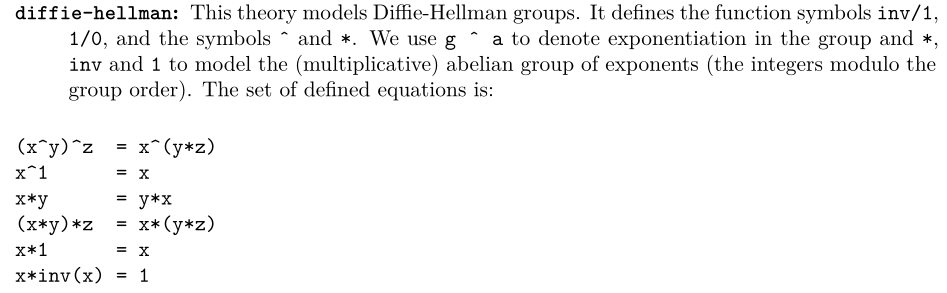 diffie-hellman: This theory models Diffie-Hellman groups. It defines the function symbols inv/1,
1/0, and the symbols ^ and *. We use g ^ a to denote exponentiation in the group and *,
inv and 1 to model the (multiplicative) abelian group of exponents (the integers modulo the
group order). The set of defined equations is:
(x^y)^z = x^(y*z)
x^1 = x
x*y = y*x
(x*y)*z = x*(y*z)
x*1 = x
x*inv(x) = 1